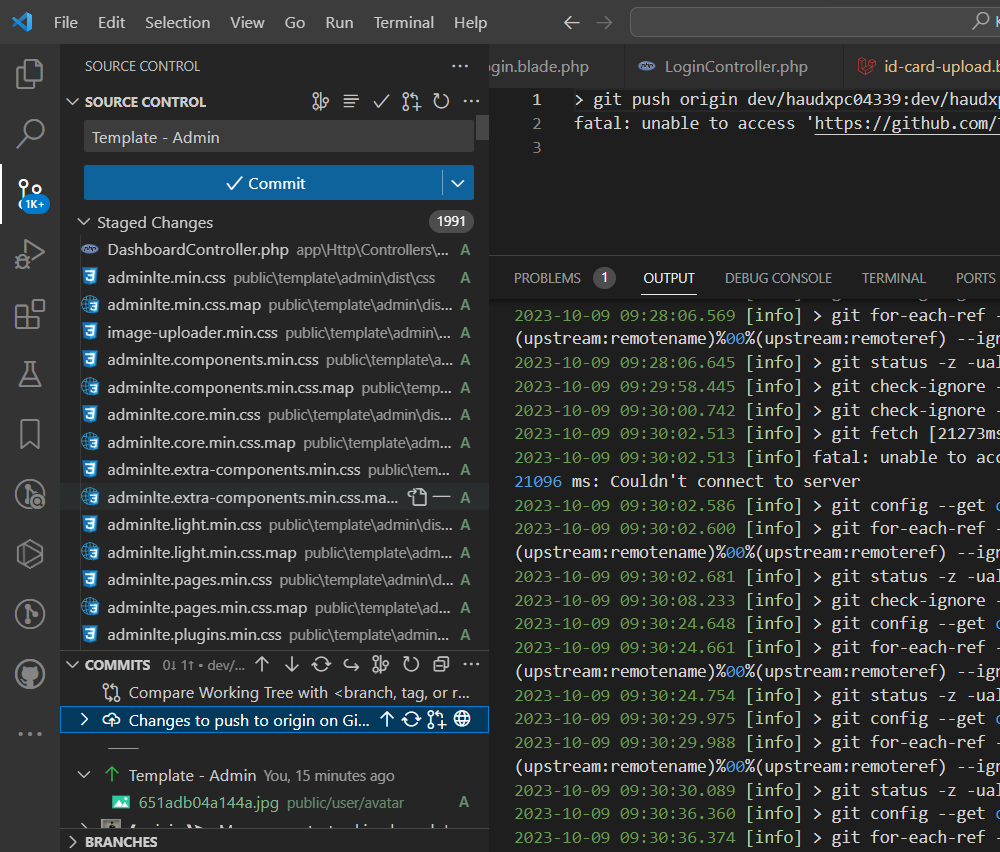 File Edit Selection View Go Run Terminal Help
SOURCE CONTROL
SOURCE CONTROL
Template - Admin
Commit
1K+
Staged Changes 1991
DashboardController.php app\Http\Controllers\... A
adminlte.min.css public\template\admin\dist\css A
adminlte.min.css.map public\template\admin\dis... A
image-uploader.min.css public\template\admin\... A
adminlte.components.min.css public\template\a... A
adminlte.components.min.css.map public\temp... A
adminlte.core.min.css public\template\admin\dis... A
adminlte.core.min.css.map public\template\adm... A
adminlte.extra-components.min.css public\tem... A
adminlte.extra-components.min.css.ma... A
adminlte.light.min.css public\template\admin\dis... A
adminlte.light.min.css.map public\template\adm... A
adminlte.pages.min.css public\template\admin\d... A
adminlte.pages.min.css.map public\template\ad... A
adminlte.plugins.min.css public\template\admin... A
COMMITS 0↓ 1↑ • dev/...
Compare Working Tree with <branch, tag, or r...
Changes to push to origin on Gi...
Template - Admin You, 15 minutes ago
651adb04a144a.jpg public/user/avatar A
BRANCHES
gin.blade.php LoginController.php id-card-upload.b
1 > git push origin dev/haudxpc04339:dev/haudxp
2 fatal: unable to access 'https://github.com/
3
PROBLEMS 1 OUTPUT DEBUG CONSOLE TERMINAL PORTS
2023-10-09 09:28:06.569 [info] > git for-each-ref -
(upstream:remotename)%00%(upstream:remoteref) --ign
2023-10-09 09:28:06.645 [info] > git status -z -ual
2023-10-09 09:29:58.445 [info] > git check-ignore -
2023-10-09 09:30:00.742 [info] > git check-ignore -
2023-10-09 09:30:02.513 [info] > git fetch [21273ms
2023-10-09 09:30:02.513 [info] fatal: unable to acc
21096 ms: Couldn't connect to server
2023-10-09 09:30:02.586 [info] > git config --get c
2023-10-09 09:30:02.600 [info] > git for-each-ref -
(upstream:remotename)%00%(upstream:remoteref) --ign
2023-10-09 09:30:02.681 [info] > git status -z -ual
2023-10-09 09:30:08.233 [info] > git check-ignore -
2023-10-09 09:30:24.648 [info] > git config --get c
2023-10-09 09:30:24.661 [info] > git for-each-ref -
(upstream:remotename)%00%(upstream:remoteref) --ign
2023-10-09 09:30:24.754 [info] > git status -z -ual
2023-10-09 09:30:29.975 [info] > git config --get c
2023-10-09 09:30:29.988 [info] > git for-each-ref -
(upstream:remotename)%00%(upstream:remoteref) --ign
2023-10-09 09:30:30.089 [info] > git status -z -ual
2023-10-09 09:30:36.360 [info] > git config --get c
2023-10-09 09:30:36.374 [info] > git for-each-ref -